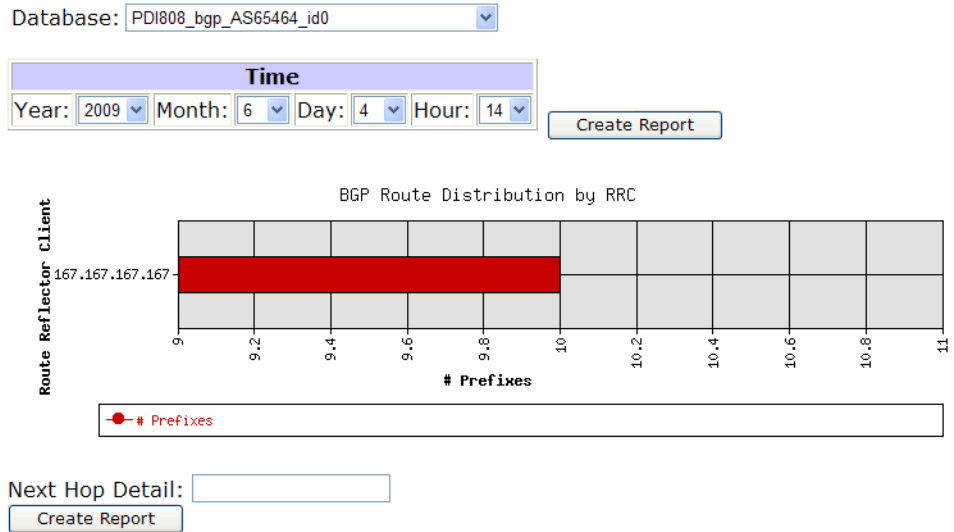 Database: PDI808_bgp_AS65464_id0
Time
Year: 2009 Month: 6 Day: 4 Hour: 14
Create Report
BGP Route Distribution by RRC
Route Reflector Client
167.167.167.167
9 9.2 9.4 9.6 9.8 10 10.2 10.4 10.6 10.8 11
# Prefixes
# Prefixes
Next Hop Detail:
Create Report